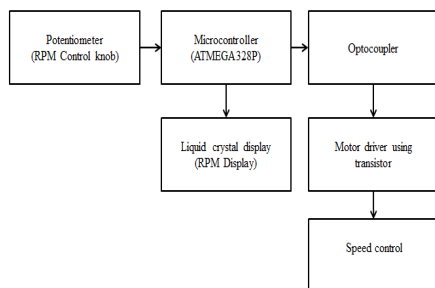 Potentiometer
(RPM Control knob)
Microcontroller
(ATMEGA328P)
Optocoupler
Liquid crystal display
(RPM Display)
Motor driver using
transistor
Speed control